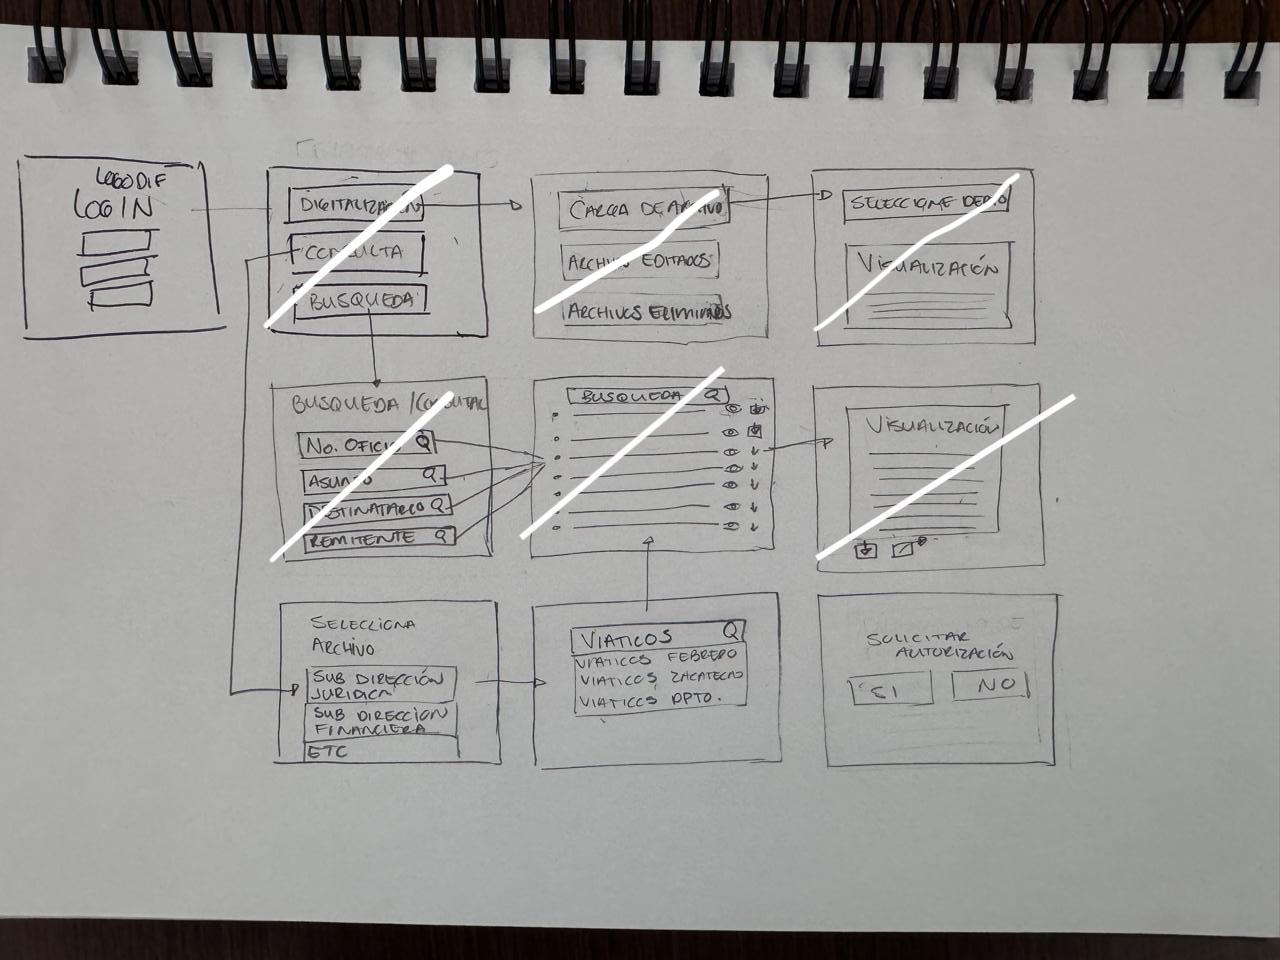 LOGO DIF
LOGIN
DIGITALIZACIÓN
CONSULTA
BUSQUEDA
CARGA DE ARCHIVO
ARCHIVOS EDITADOS
ARCHIVOS ELIMINADOS
SELECCIONE DEPTO
VISUALIZACIÓN
BUSQUEDA /CONSULTA
No. OFICIO
ASUNTO
DESTINATARIO
REMITENTE
BUSQUEDA
VISUALIZACIÓN
SELECCIONA
ARCHIVO
SUB DIRECCIÓN
JURIDICA
SUB DIRECCION
FINANCIERA
ETC
VIATICOS
VIATICOS FEBRERO
VIATICOS ZACATECAS
VIATICOS DPTO.
SOLICITAR
AUTORIZACIÓN
SI
NO